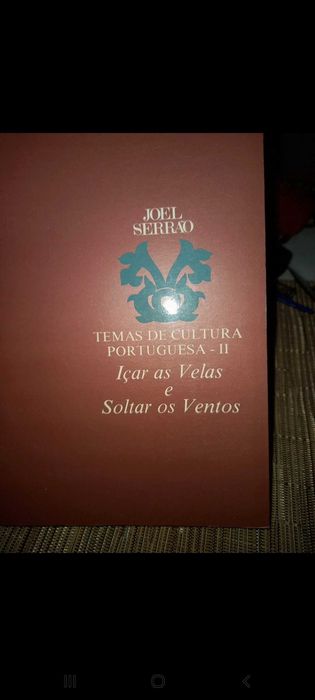 JOEL
SERRÃO
TEMAS DE CULTURA
PORTUGUESA - II
Içar as Velas
e
Soltar os Ventos